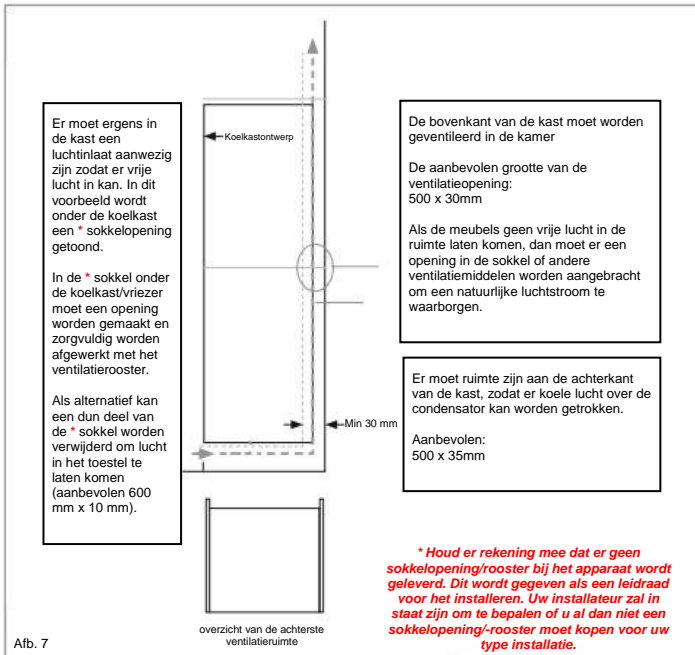 Er moet ergens in
de kast een
luchtinlaat aanwezig
zijn zodat er vrije
lucht in kan. In dit
voorbeeld wordt
onder de koelkast
een * sokkelopening
getoond.
In de * sokkel onder
de koelkast/vriezer
moet een opening
worden gemaakt en
zorgvuldig worden
afgewerkt met het
ventilatierooster.
Als alternatief kan
een dun deel van
de * sokkel worden
verwijderd om lucht
in het toestel te
laten komen
(aanbevolen 600
mm x 10 mm).
Koelkastontwerp
Min 30 mm
De bovenkant van de kast moet worden
geventileerd in de kamer
De aanbevolen grootte van de
ventilatieopening:
500 x 30mm
Als de meubels geen vrije lucht in de
ruimte laten komen, dan moet er een
opening in de sokkel of andere
ventilatiemiddelen worden aangebracht
om een natuurlijke luchtstroom te
waarborgen.
Er moet ruimte zijn aan de achterkant
van de kast, zodat er koele lucht over de
condensator kan worden getrokken.
Aanbevolen:
500 x 35mm
* Houd er rekening mee dat er geen
sokkelopening/rooster bij het apparaat wordt
geleverd. Dit wordt gegeven als een leidraad
voor het installeren. Uw installateur zal in
staat zijn om te bepalen of u al dan niet een
sokkelopening/-rooster moet kopen voor uw
type installatie.
overzicht van de achterste
ventilatieruimte
Afb. 7